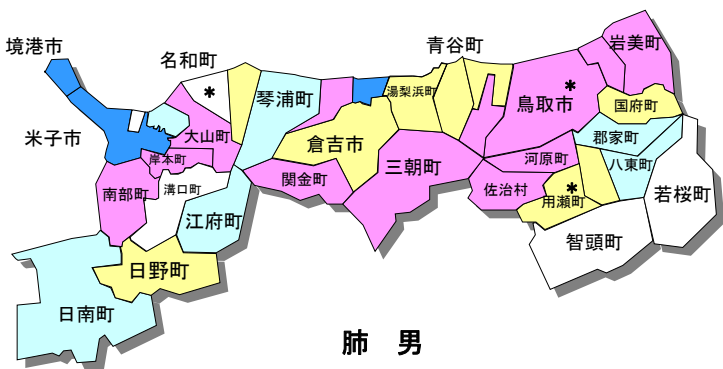 境港市
名和町
青谷町
岩美町
*
*
琴浦町
湯梨浜町
鳥取市
国府町
米子市
大山町
倉吉市
郡家町
岸本町
三朝町
河原町
八東町
南部町
溝口町
関金町
佐治村
*
用瀬町
若桜町
江府町
智頭町
日野町
日南町
肺 男